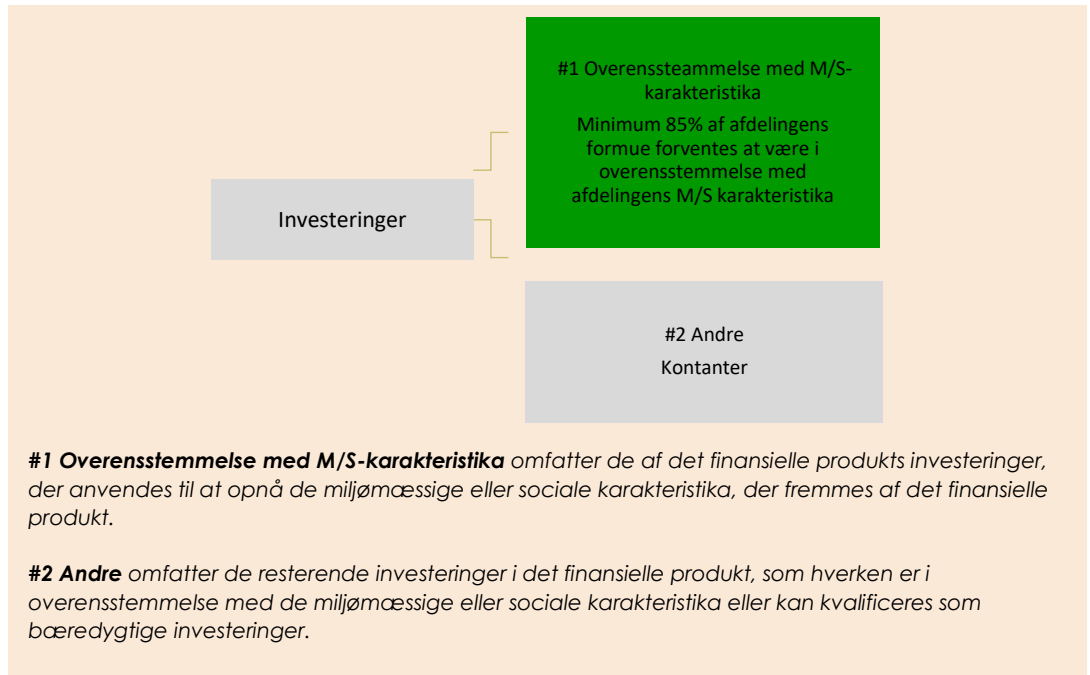 #1 Overenssteammelse med M/S-
karakteristika
Minimum 85% af afdelingens
formue forventes at være i
overensstemmelse med
afdelingens M/S karakteristika
Investeringer
#2 Andre
Kontanter
#1 Overensstemmelse med M/S-karakteristika omfatter de af det finansielle produkts investeringer,
der anvendes til at opnå de miljømæssige eller sociale karakteristika, der fremmes af det finansielle
produkt.
#2 Andre omfatter de resterende investeringer i det finansielle produkt, som hverken er i
overensstemmelse med de miljømæssige eller sociale karakteristika eller kan kvalificeres som
bæredygtige investeringer.